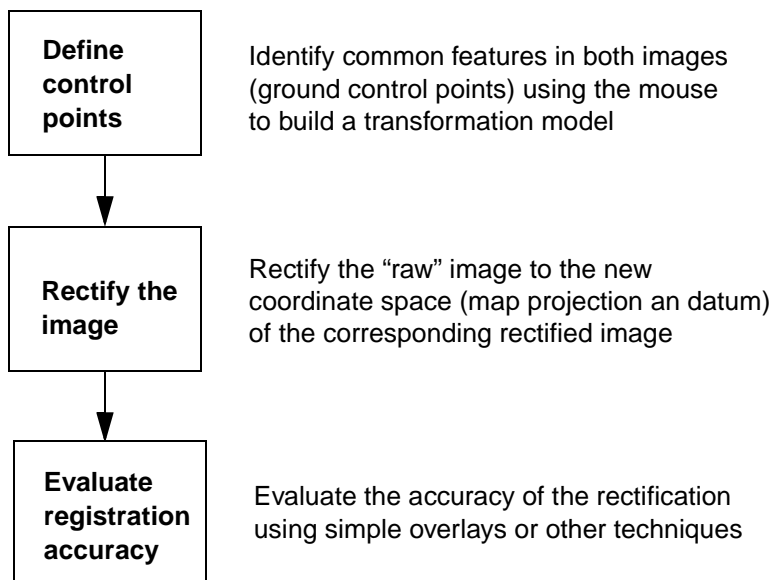 Define
control
points
Identify common features in both images
(ground control points) using the mouse
to build a transformation model
Rectify the
image
Rectify the “raw” image to the new
coordinate space (map projection an datum)
of the corresponding rectified image
Evaluate
registration
accuracy
Evaluate the accuracy of the rectification
using simple overlays or other techniques